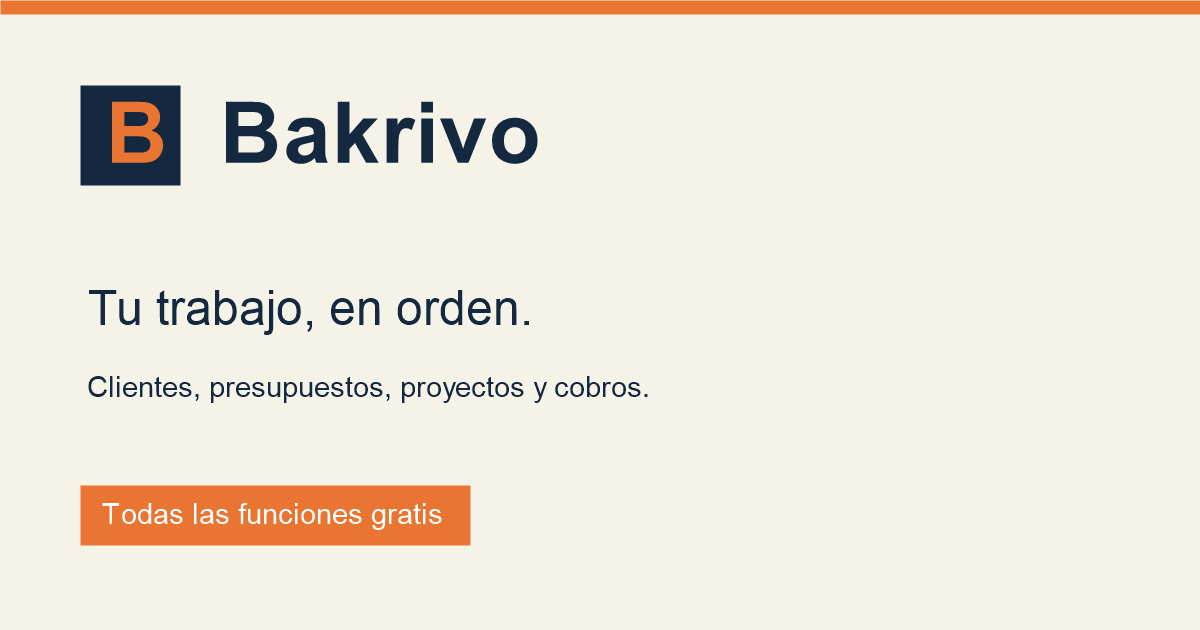 B Bakrivo
Tu trabajo, en orden.
Clientes, presupuestos, proyectos y cobros.
Todas las funciones gratis